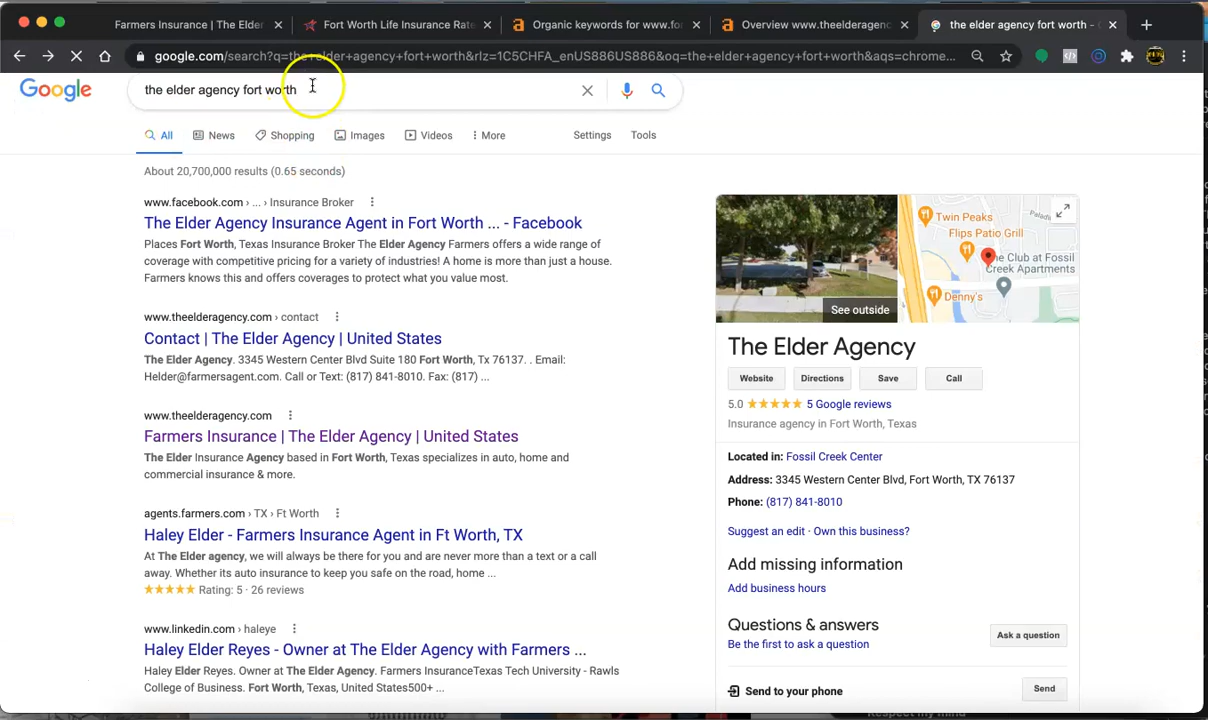 Farmers Insurance | The Elder
Fort Worth Life Insurance Rate
Organic keywords for www.fo
Overview www.theelderagenc
the elder agency fort worth -
google.com/search?q=the+elder+agency+fort+worth&rlz=1C5CHFA_enUS886US886&oq=the+elder+agency+fort+worth&aqs=chrome...
Google
the elder agency fort worth
All
News
Shopping
Images
Videos
More
Settings
Tools
About 20,700,000 results (0.65 seconds)
www.facebook.com › ... › Insurance Broker
The Elder Agency Insurance Agent in Fort Worth ... - Facebook
Places Fort Worth, Texas Insurance Broker The Elder Agency Farmers offers a wide range of
coverage with competitive pricing for a variety of industries! A home is more than just a house.
Farmers knows this and offers coverages to protect what you value most.
www.theelderagency.com › contact
Contact | The Elder Agency | United States
The Elder Agency. 3345 Western Center Blvd Suite 180 Fort Worth, Tx 76137. . Email:
Helder@farmersagent.com. Call or Text: (817) 841-8010. Fax: (817) ...
www.theelderagency.com
Farmers Insurance | The Elder Agency | United States
The Elder Insurance Agency based in Fort Worth, Texas specializes in auto, home and
commercial insurance & more.
agents.farmers.com › TX › Ft Worth
Haley Elder - Farmers Insurance Agent in Ft Worth, TX
At The Elder agency, we will always be there for you and are never more than a text or a call
away. Whether its auto insurance to keep you safe on the road, home ...
Rating: 5 · 26 reviews
www.linkedin.com › haleye
Haley Elder Reyes - Owner at The Elder Agency with Farmers ...
Haley Elder Reyes. Owner at The Elder Agency. Farmers InsuranceTexas Tech University - Rawls
College of Business. Fort Worth, Texas, United States500+ ...
See outside
Twin Peaks
Flips Patio Grill
The Club at Fossil
Creek Apartments
Denny's
The Elder Agency
Website
Directions
Save
Call
5.0
5 Google reviews
Insurance agency in Fort Worth, Texas
Located in: Fossil Creek Center
Address: 3345 Western Center Blvd, Fort Worth, TX 76137
Phone: (817) 841-8010
Suggest an edit · Own this business?
Add missing information
Add business hours
Questions & answers
Be the first to ask a question
Ask a question
Send to your phone
Send